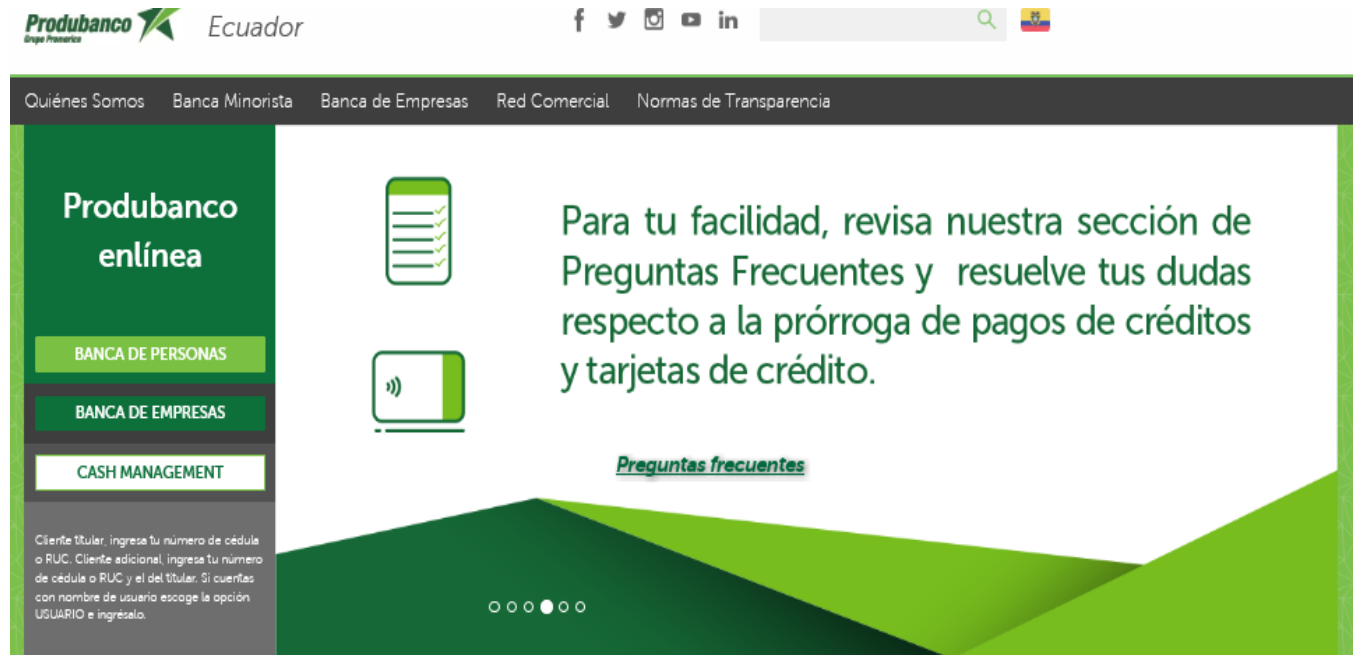 Produbanco
Grupo Promerica
Ecuador
Quiénes Somos Banca Minorista Banca de Empresas Red Comercial Normas de Transparencia
Produbanco
enlínea
BANCA DE PERSONAS
BANCA DE EMPRESAS
CASH MANAGEMENT
Cliente titular, ingresa tu número de cédula
o RUC. Cliente adicional, ingresa tu número
de cédula o RUC y el del titular. Si cuentas
con nombre de usuario escoge la opción
USUARIO e ingrésalo.
Para tu facilidad, revisa nuestra sección de
Preguntas Frecuentes y resuelve tus dudas
respecto a la prórroga de pagos de créditos
y tarjetas de crédito.
Preguntas frecuentes